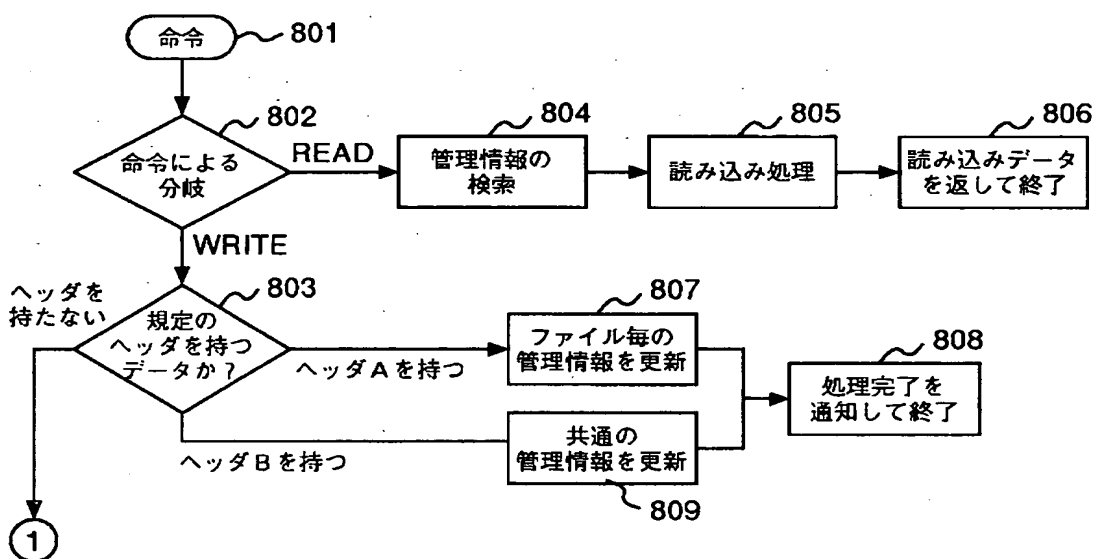 命令
801
802
命令による
分岐
READ
804
管理情報の
検索
805
読み込み処理
806
読み込みデータ
を返して終了
WRITE
ヘッダを
持たない
803
規定の
ヘッダを持つ
データか?
ヘッダAを持つ
807
ファイル毎の
管理情報を更新
808
処理完了を
通知して終了
ヘッダBを持つ
共通の
管理情報を更新
809
1